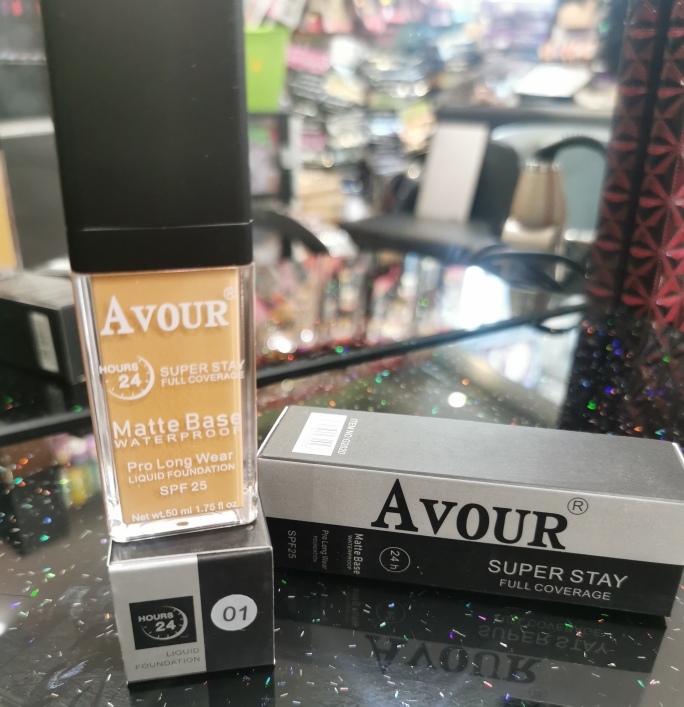 AVOUR®
HOURS
24
SUPER STAY
FULL COVERAGE
Matte Base
WATERPROOF
Pro Long Wear
LIQUID FOUNDATION
SPF 25
Net wt.50 ml 1.75 fl oz
HOURS
24
LIQUID
FOUNDATION
01
AVOUR®
SUPER STAY
FULL COVERAGE
24 h
Matte Base
WATERPROOF
Pro Long Wear
FOUNDATION
SPF25